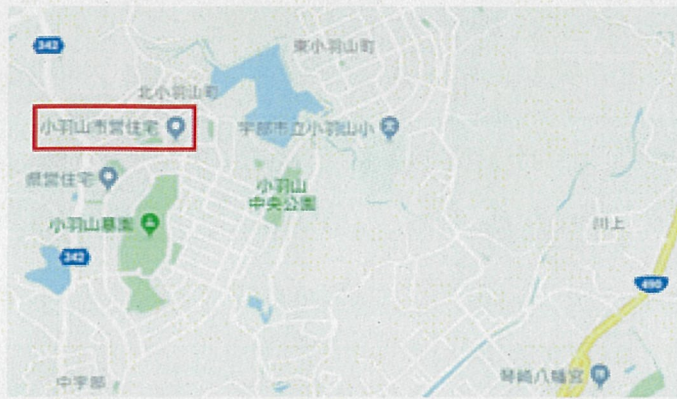 342
東小羽山町
北小羽山町
小羽山市営住宅
宇部市立小羽山小
県営住宅
小羽山
中央公園
小羽山墓園
川上
342
490
中宇部
琴崎八幡宮